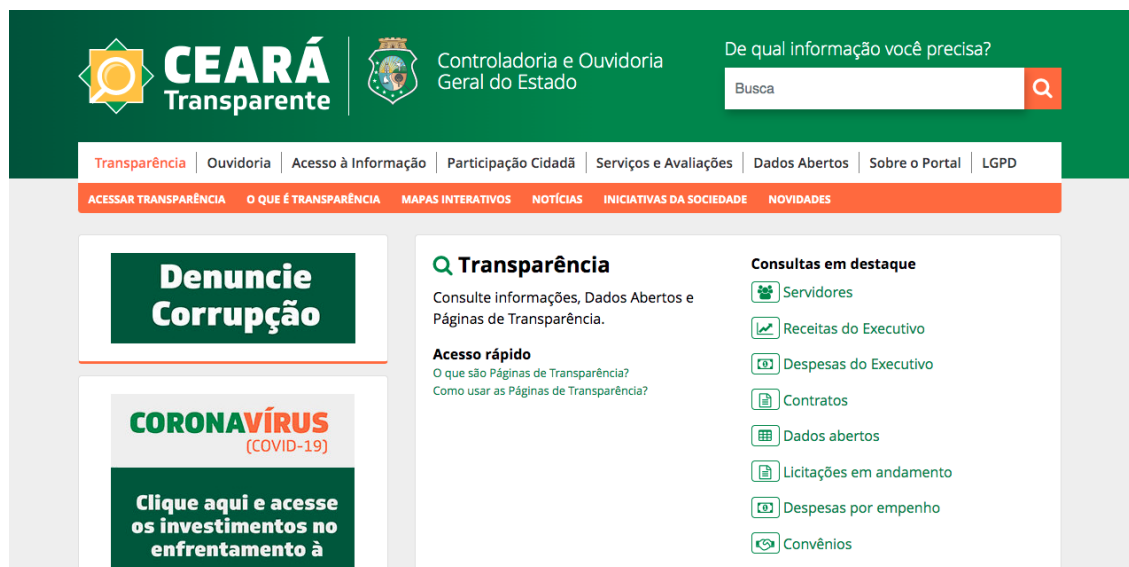 CEARÁ
Transparente
Controladoria e Ouvidoria
Geral do Estado
De qual informação você precisa?
Busca
Transparência
Ouvidoria
Acesso à Informação
Participação Cidadã
Serviços e Avaliações
Dados Abertos
Sobre o Portal
LGPD
ACESSAR TRANSPARÊNCIA
O QUE É TRANSPARÊNCIA
MAPAS INTERATIVOS
NOTÍCIAS
INICIATIVAS DA SOCIEDADE
NOVIDADES
Denuncie
Corrupção
CORONAVÍRUS
(COVID-19)
Clique aqui e acesse
os investimentos no
enfrentamento à
Transparência
Consulte informações, Dados Abertos e
Páginas de Transparência.
Acesso rápido
O que são Páginas de Transparência?
Como usar as Páginas de Transparência?
Consultas em destaque
Servidores
Receitas do Executivo
Despesas do Executivo
Contratos
Dados abertos
Licitações em andamento
Despesas por empenho
Convênios